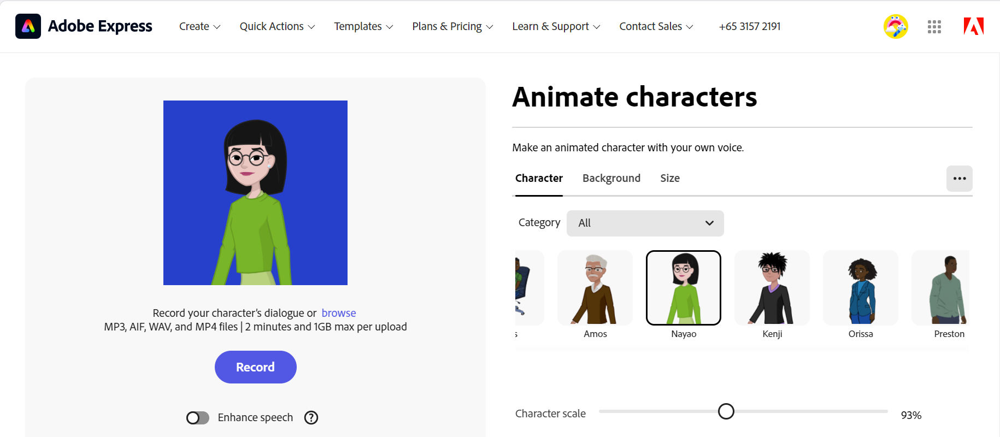 Adobe Express
Create
Quick Actions
Templates
Plans & Pricing
Learn & Support
Contact Sales
+65 3157 2191
Record your character's dialogue or browse
MP3, AIF, WAV, and MP4 files | 2 minutes and 1GB max per upload
Record
Enhance speech
Animate characters
Make an animated character with your own voice.
Character
Background
Size
Category
All
s
Amos
Nayao
Kenji
Orissa
Preston
Character scale
93%